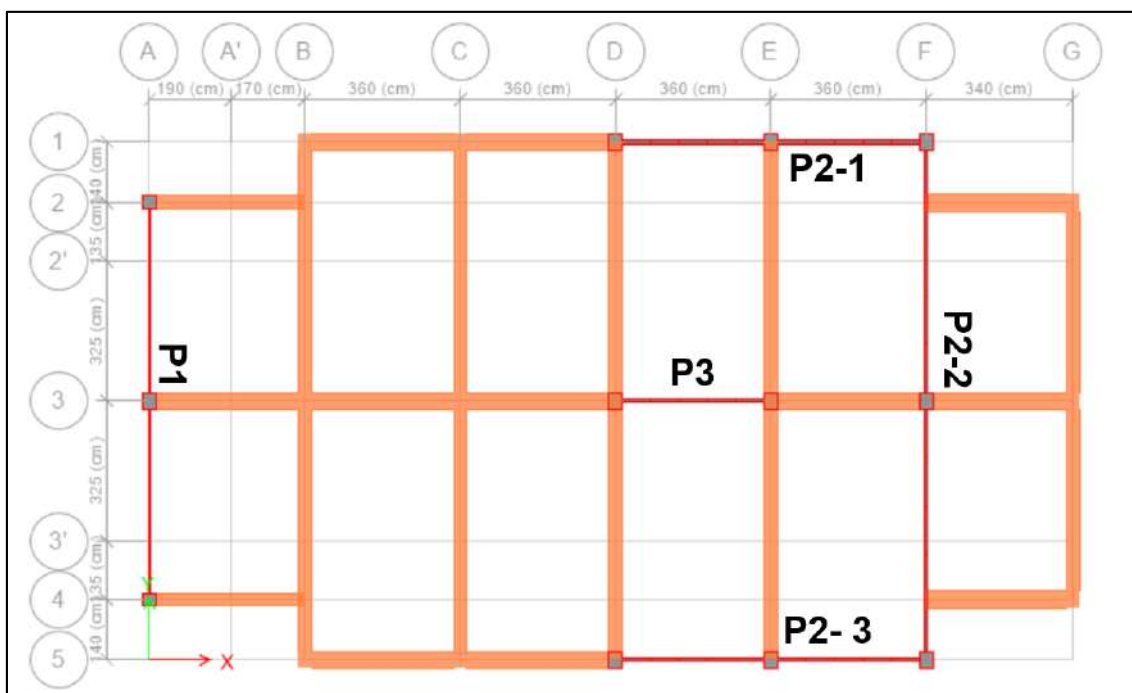 A A' B C D E F G
190 (cm) 170 (cm) 360 (cm) 360 (cm) 360 (cm) 360 (cm) 340 (cm)
1
P2-1
140 (cm)
2
135 (cm)
2'
325 (cm)
P1
P3
P2-2
3
325 (cm)
3'
135 (cm)
Y
4
P2- 3
140 (cm)
5
X